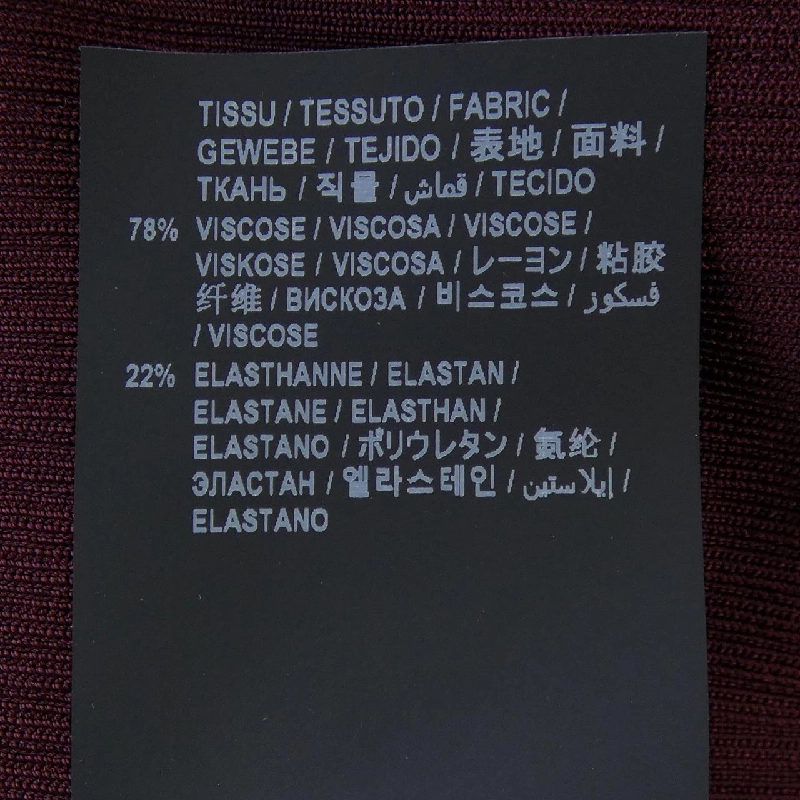 TISSU / TESSUTO / FABRIC /
GEWEBE / TEJIDO / 表地 / 面料 /
ТКАНЬ / 직물 / قماش / TECIDO
78% VISCOSE / VISCOSA / VISCOSE /
VISKOSE / VISCOSA / レーヨン / 粘胶
纤维 / ВИСКОЗА / 비스코스 / فسكوز
/ VISCOSE
22% ELASTHANNE / ELASTAN /
ELASTANE / ELASTHAN /
ELASTANO / ポリウレタン / 氨纶 /
ЭЛАСТАН / 엘라스테인 / إيلاستين /
ELASTANO